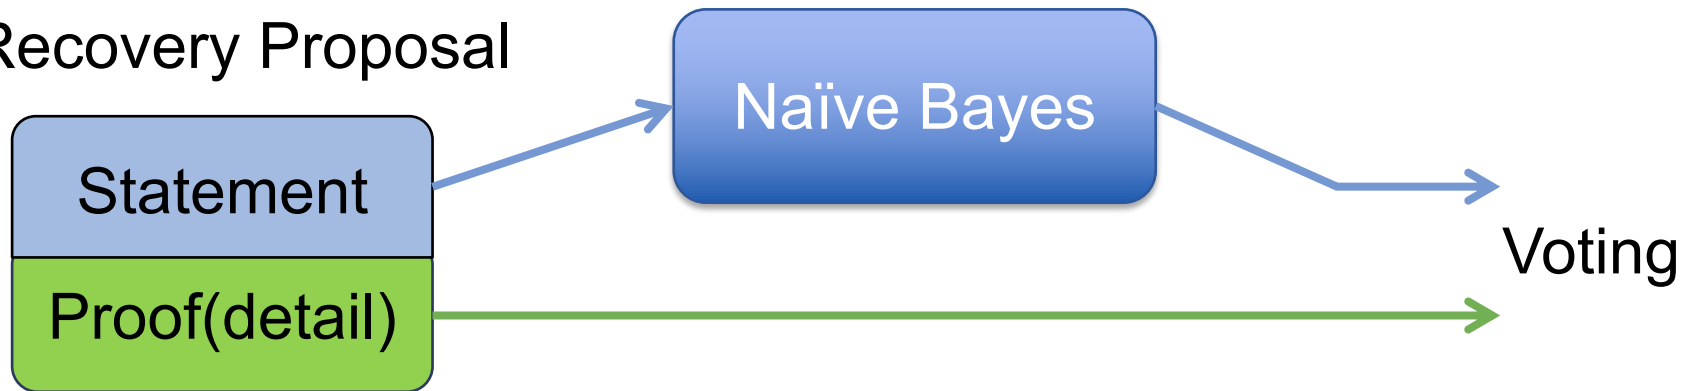 Recovery Proposal
Naïve Bayes
Statement
Proof(detail)
Voting